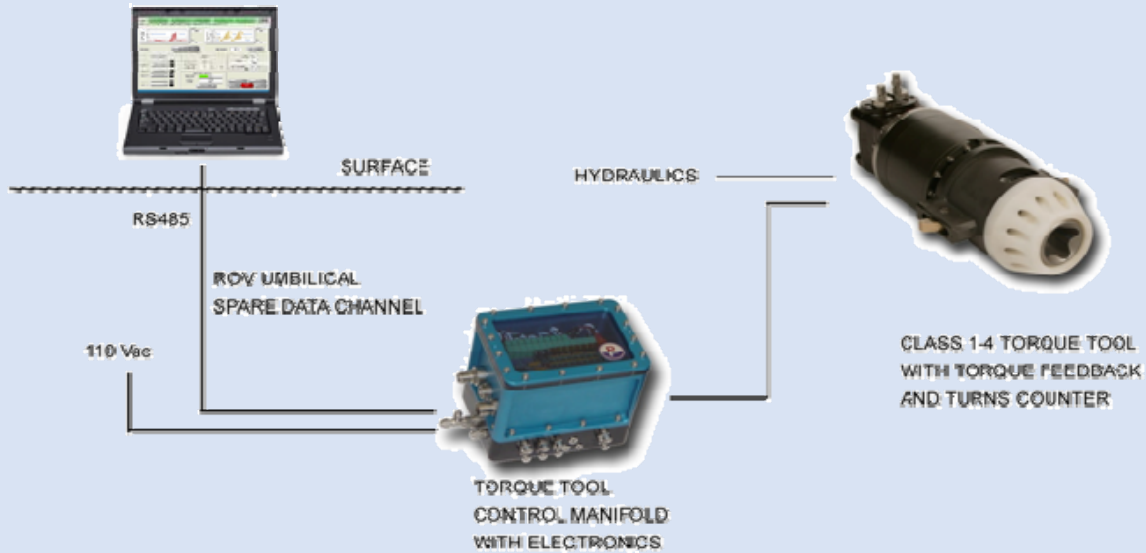 SURFACE
HYDRAULICS
RS485
ROV UMBILICAL
SPARE DATA CHANNEL
110 Vac
CLASS 1-4 TORQUE TOOL
WITH TORQUE FEEDBACK
AND TURNS COUNTER
TORQUE TOOL
CONTROL MANIFOLD
WITH ELECTRONICS